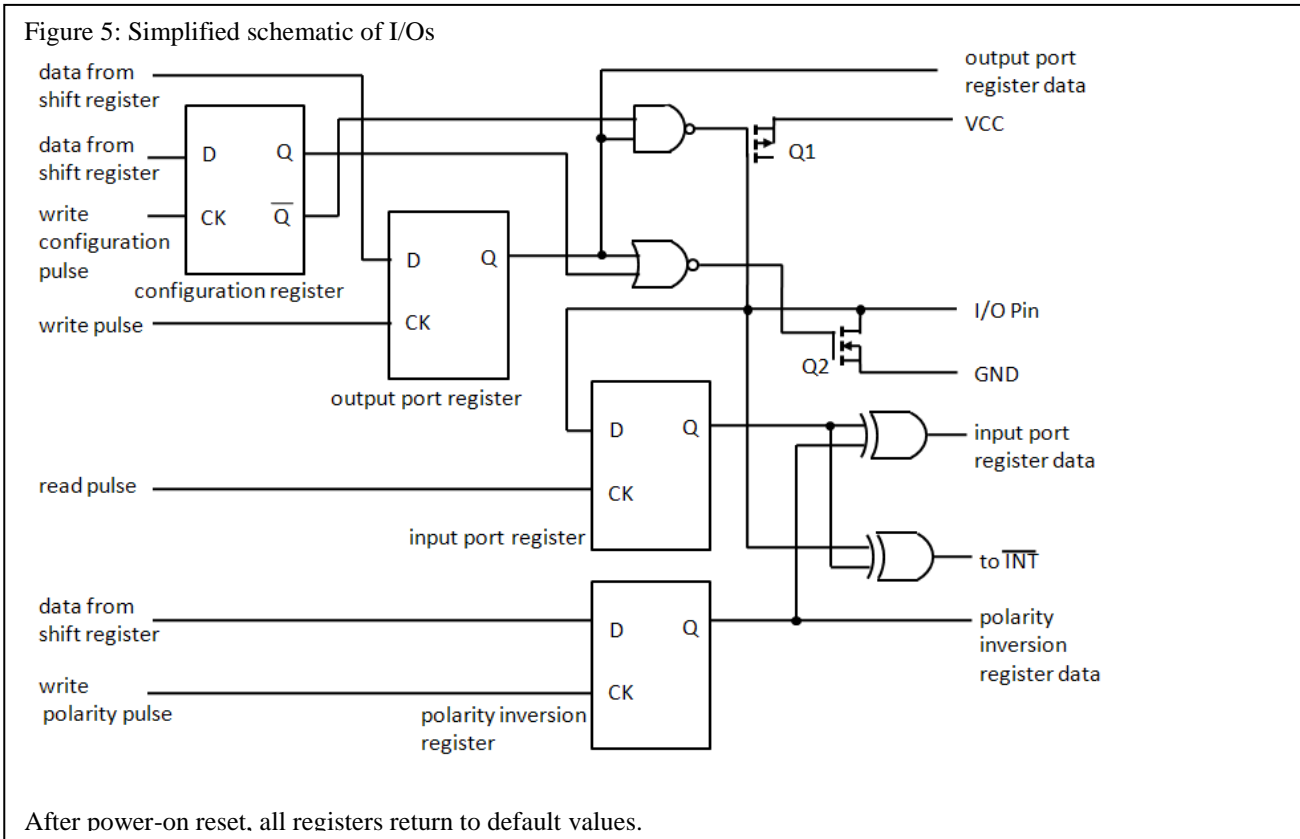 Figure 5: Simplified schematic of I/Os
data from
shift register
data from
shift register
write
configuration
pulse
D
Q
CK
Q
configuration register
write pulse
D
Q
CK
output port register
output port
register data
VCC
Q1
I/O Pin
Q2
GND
D
Q
CK
read pulse
input port register
input port
register data
to INT
data from
shift register
write
polarity pulse
D
Q
CK
polarity inversion
register
polarity
inversion
register data
After power-on reset, all registers return to default values.